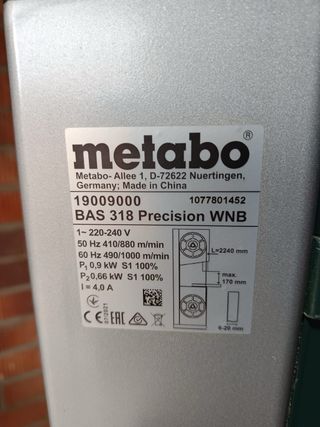 metabo®
Metabo- Allee 1, D-72622 Nuertingen,
Germany; Made in China
19009000 1077801452
BAS 318 Precision WNB
1~ 220-240 V
50 Hz 410/880 m/min
60 Hz 490/1000 m/min
P1 0,9 kW S1 100%
P2 0,66 kW S1 100%
I = 4,0 A
L=2240 mm
max.
170 mm
6-20 mm
CE EAC